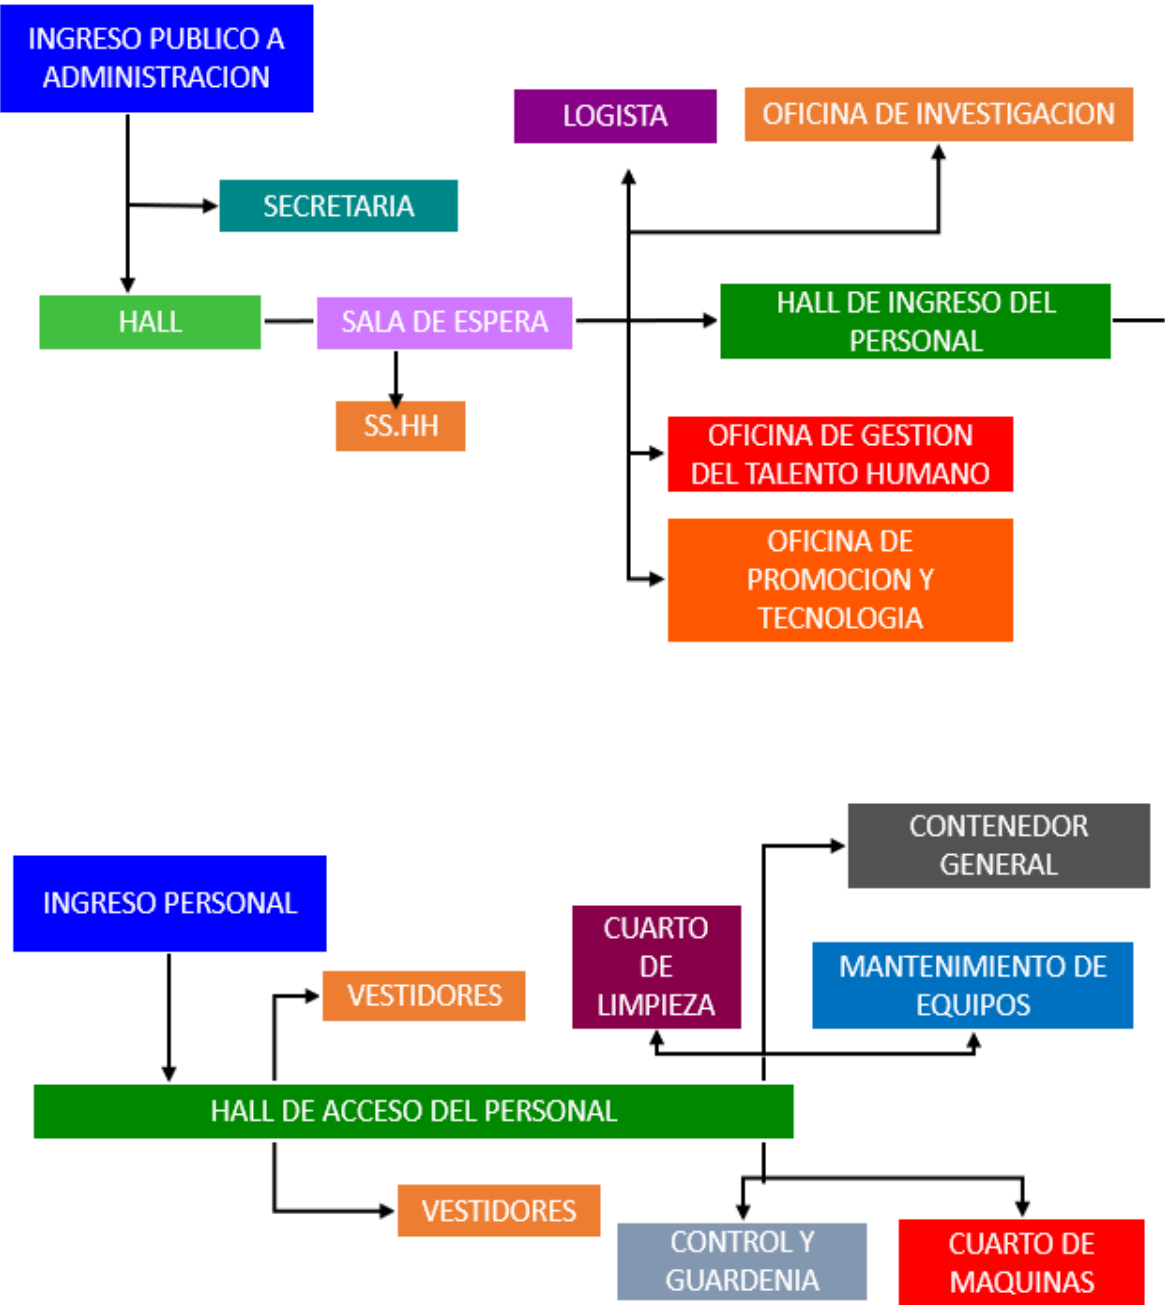 INGRESO PUBLICO A
ADMINISTRACION
LOGISTA
OFICINA DE INVESTIGACION
SECRETARIA
HALL
SALA DE ESPERA
HALL DE INGRESO DEL
PERSONAL
SS.HH
OFICINA DE GESTION
DEL TALENTO HUMANO
OFICINA DE
PROMOCION Y
TECNOLOGIA
CONTENEDOR
GENERAL
INGRESO PERSONAL
CUARTO
DE
LIMPIEZA
MANTENIMIENTO DE
EQUIPOS
VESTIDORES
HALL DE ACCESO DEL PERSONAL
VESTIDORES
CONTROL Y
GUARDENIA
CUARTO DE
MAQUINAS